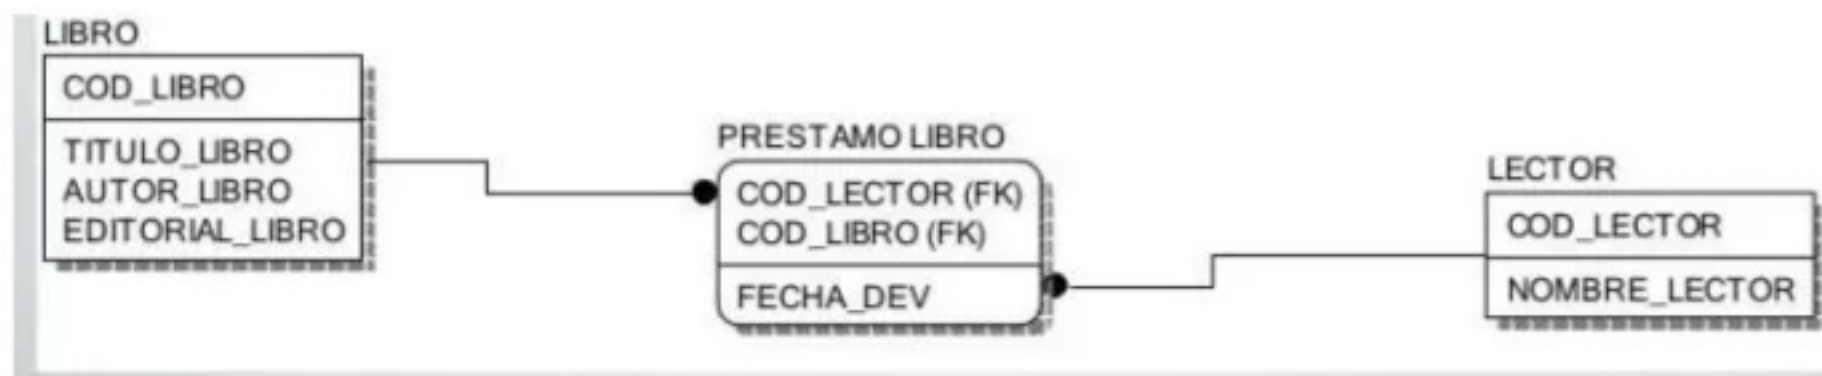 LIBRO
COD_LIBRO
TITULO_LIBRO
AUTOR_LIBRO
EDITORIAL_LIBRO
PRESTAMO LIBRO
COD_LECTOR (FK)
COD_LIBRO (FK)
FECHA_DEV
LECTOR
COD_LECTOR
NOMBRE_LECTOR